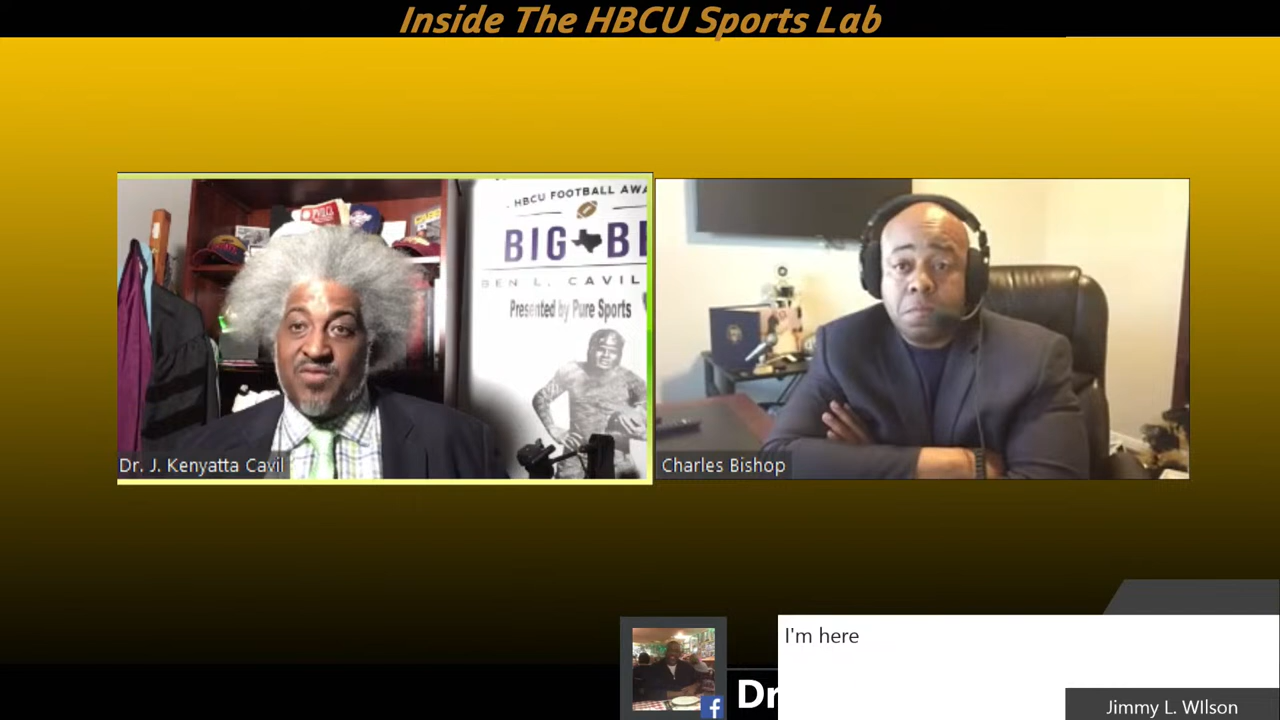 Inside The HBCU Sports Lab
HBCU FOOTBALL AWA
BIG BE
BEN L. CAVIL
Presented by Pure Sports
Dr. J. Kenyatta Cavil
Charles Bishop
I'm here
Dr
Jimmy L. WIlson